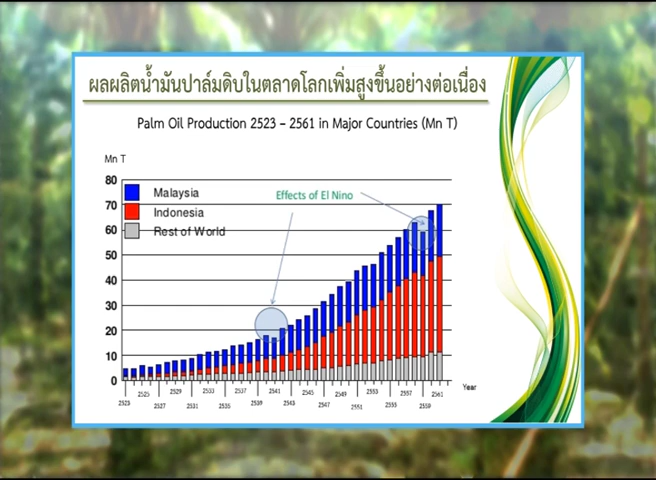 ผลผลิตน้ำมันปาล์มดิบในตลาดโลกเพิ่มสูงขึ้นอย่างต่อเนื่อง
Palm Oil Production 2523 – 2561 in Major Countries (Mn T)
Mn T
80
70
60
50
40
30
20
10
0
Malaysia
Indonesia
Rest of World
Effects of El Nino
2523 2525 2529 2531 2533 2535 2537 2539 2541 2543 2545 2547 2549 2551 2553 2555 2557 2559 2561
Year